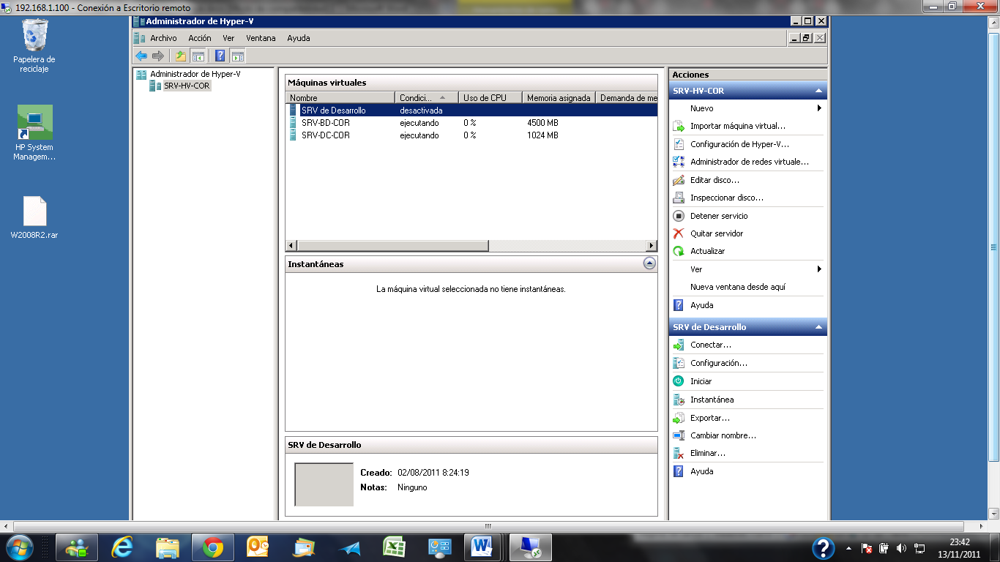 192.168.1.100 - Conexión a Escritorio remoto
Papelera de
reciclaje
HP System
Managem...
W2008R2.rar
Administrador de Hyper-V
Archivo Acción Ver Ventana Ayuda
Administrador de Hyper-V
SRV-HV-COR
Máquinas virtuales
Nombre Condici... Uso de CPU Memoria asignada Demanda de me
SRV de Desarrollo desactivada
SRV-BD-COR ejecutando 0 % 4500 MB
SRV-DC-COR ejecutando 0 % 1024 MB
Instantáneas
La máquina virtual seleccionada no tiene instantáneas.
SRV de Desarrollo
Creado: 02/08/2011 8:24:19
Notas: Ninguno
Acciones
SRV-HV-COR
Nuevo
Importar máquina virtual...
Configuración de Hyper-V...
Administrador de redes virtuale...
Editar disco...
Inspeccionar disco...
Detener servicio
Quitar servidor
Actualizar
Ver
Nueva ventana desde aquí
Ayuda
SRV de Desarrollo
Conectar...
Configuración...
Iniciar
Instantánea
Exportar...
Cambiar nombre...
Eliminar...
Ayuda
23:42
13/11/2011